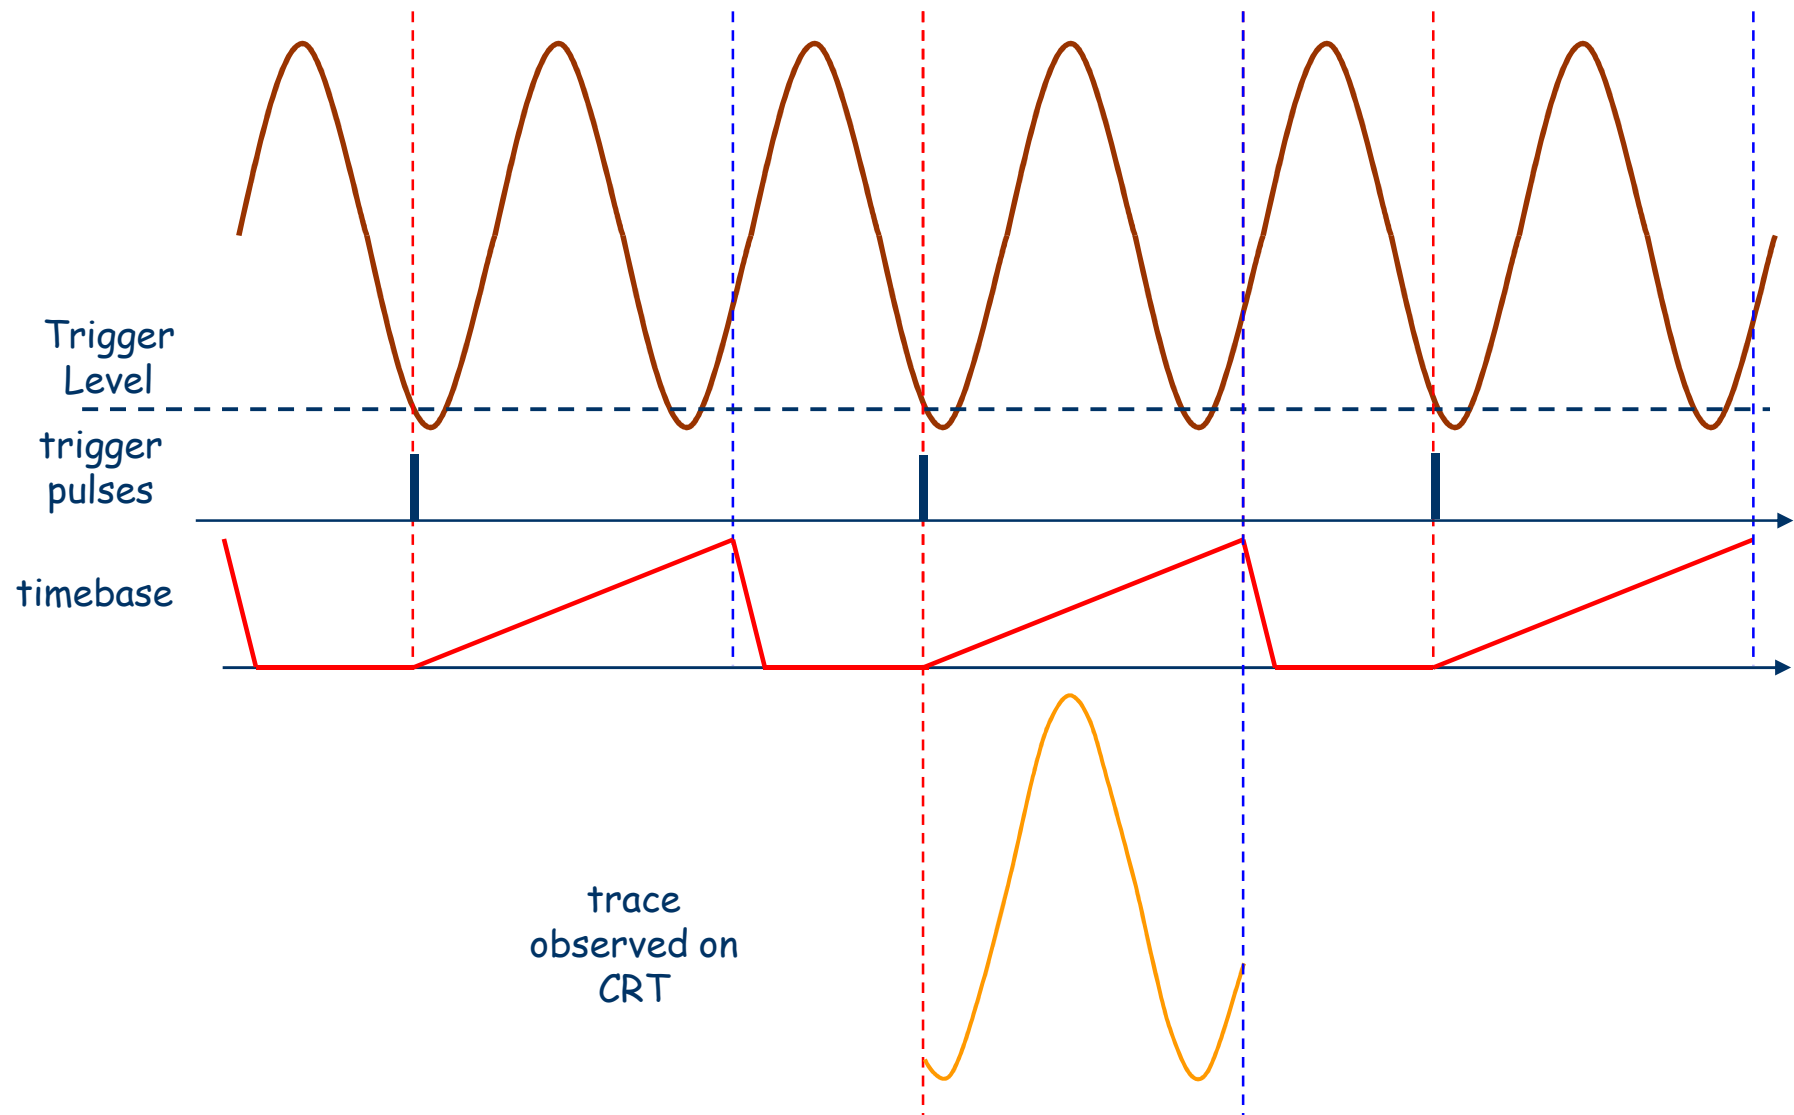 Trigger
Level
trigger
pulses
timebase
trace
observed on
CRT